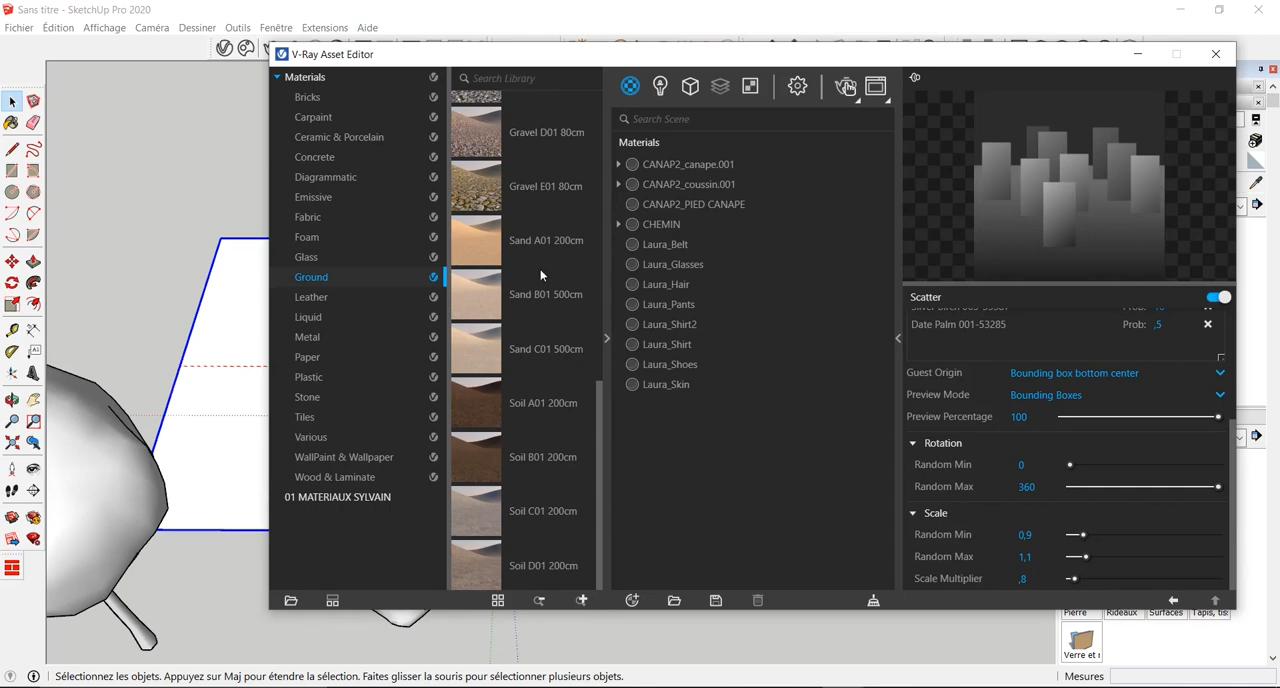 Sans titre - SketchUp Pro 2020
Fichier Édition Affichage Caméra Dessiner Outils Fenêtre Extensions Aide
V-Ray Asset Editor
Materials
Bricks
Carpaint
Ceramic & Porcelain
Concrete
Diagrammatic
Emissive
Fabric
Foam
Glass
Ground
Leather
Liquid
Metal
Paper
Plastic
Stone
Tiles
Various
WallPaint & Wallpaper
Wood & Laminate
01 MATERIAUX SYLVAIN
Search Library
Gravel D01 80cm
Gravel E01 80cm
Sand A01 200cm
Sand B01 500cm
Sand C01 500cm
Soil A01 200cm
Soil B01 200cm
Soil C01 200cm
Soil D01 200cm
Search Scene
Materials
CANAP2_canape.001
CANAP2_coussin.001
CANAP2_PIED CANAPE
CHEMIN
Laura_Belt
Laura_Glasses
Laura_Hair
Laura_Pants
Laura_Shirt2
Laura_Shirt
Laura_Shoes
Laura_Skin
Scatter
Date Palm 001-53285 Prob: ,5
Guest Origin Bounding box bottom center
Preview Mode Bounding Boxes
Preview Percentage 100
Rotation
Random Min 0
Random Max 360
Scale
Random Min 0,9
Random Max 1,1
Scale Multiplier ,8
Pierre Rideaux Surfaces Tapis, tis
Verre et r
Sélectionnez les objets. Appuyez sur Maj pour étendre la sélection. Faites glisser la souris pour sélectionner plusieurs objets.
Mesures